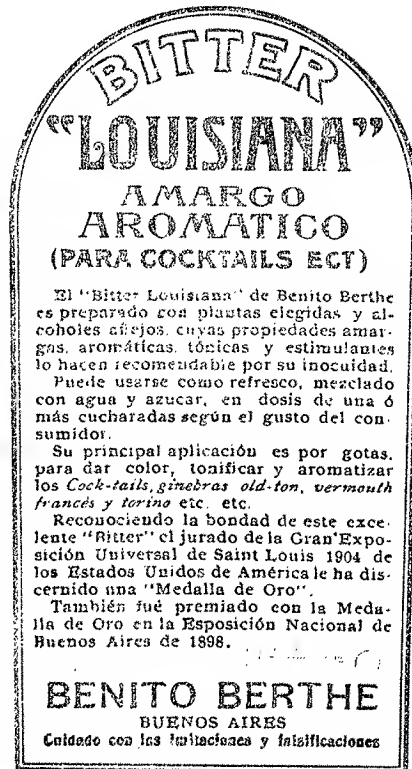 BITTER
“LOUISIANA”
AMARGO
AROMATICO
(PARA COCKTAILS ECT)
El "Bitter Louisiana" de Benito Berthe
es preparado con plantas elegidas y al-
coholes añejos, cuyas propiedades amar-
gas, aromáticas, tónicas y estimulantes
lo hacen recomendable por su inocuidad.
Puede usarse como refresco, mezclado
con agua y azucar, en dosis de una ó
más cucharadas según el gusto del con-
sumidor.
Su principal aplicación es por gotas,
para dar color, tonificar y aromatizar
los Cock-tails, ginebras old-ton, vermouth
francés y torino etc. etc.
Reconociendo la bondad de este exce-
lente "Bitter" el jurado de la Gran Expo-
sición Universal de Saint Louis 1904 de
los Estados Unidos de América le ha dis-
cernido una "Medalla de Oro".
También fué premiado con la Meda-
lla de Oro en la Esposición Nacional de
Buenos Aires de 1898.
BENITO BERTHE
BUENOS AIRES
Cuidado con las imitaciones y falsificaciones